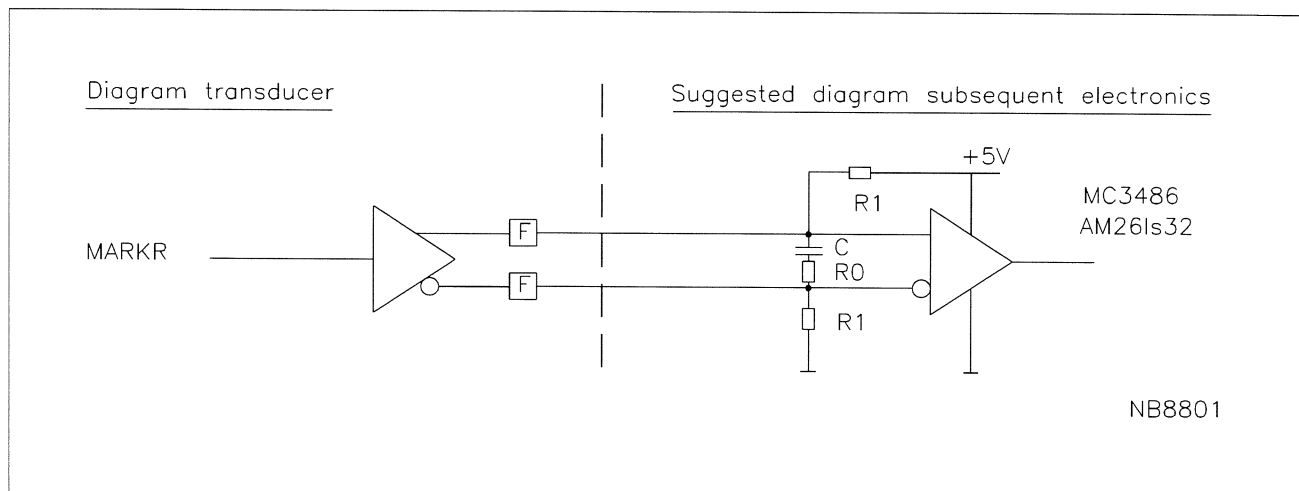 Diagram transducer
Suggested diagram subsequent electronics
+5V
R1
MC3486
AM26ls32
MARKR
F
C
R0
F
R1
NB8801